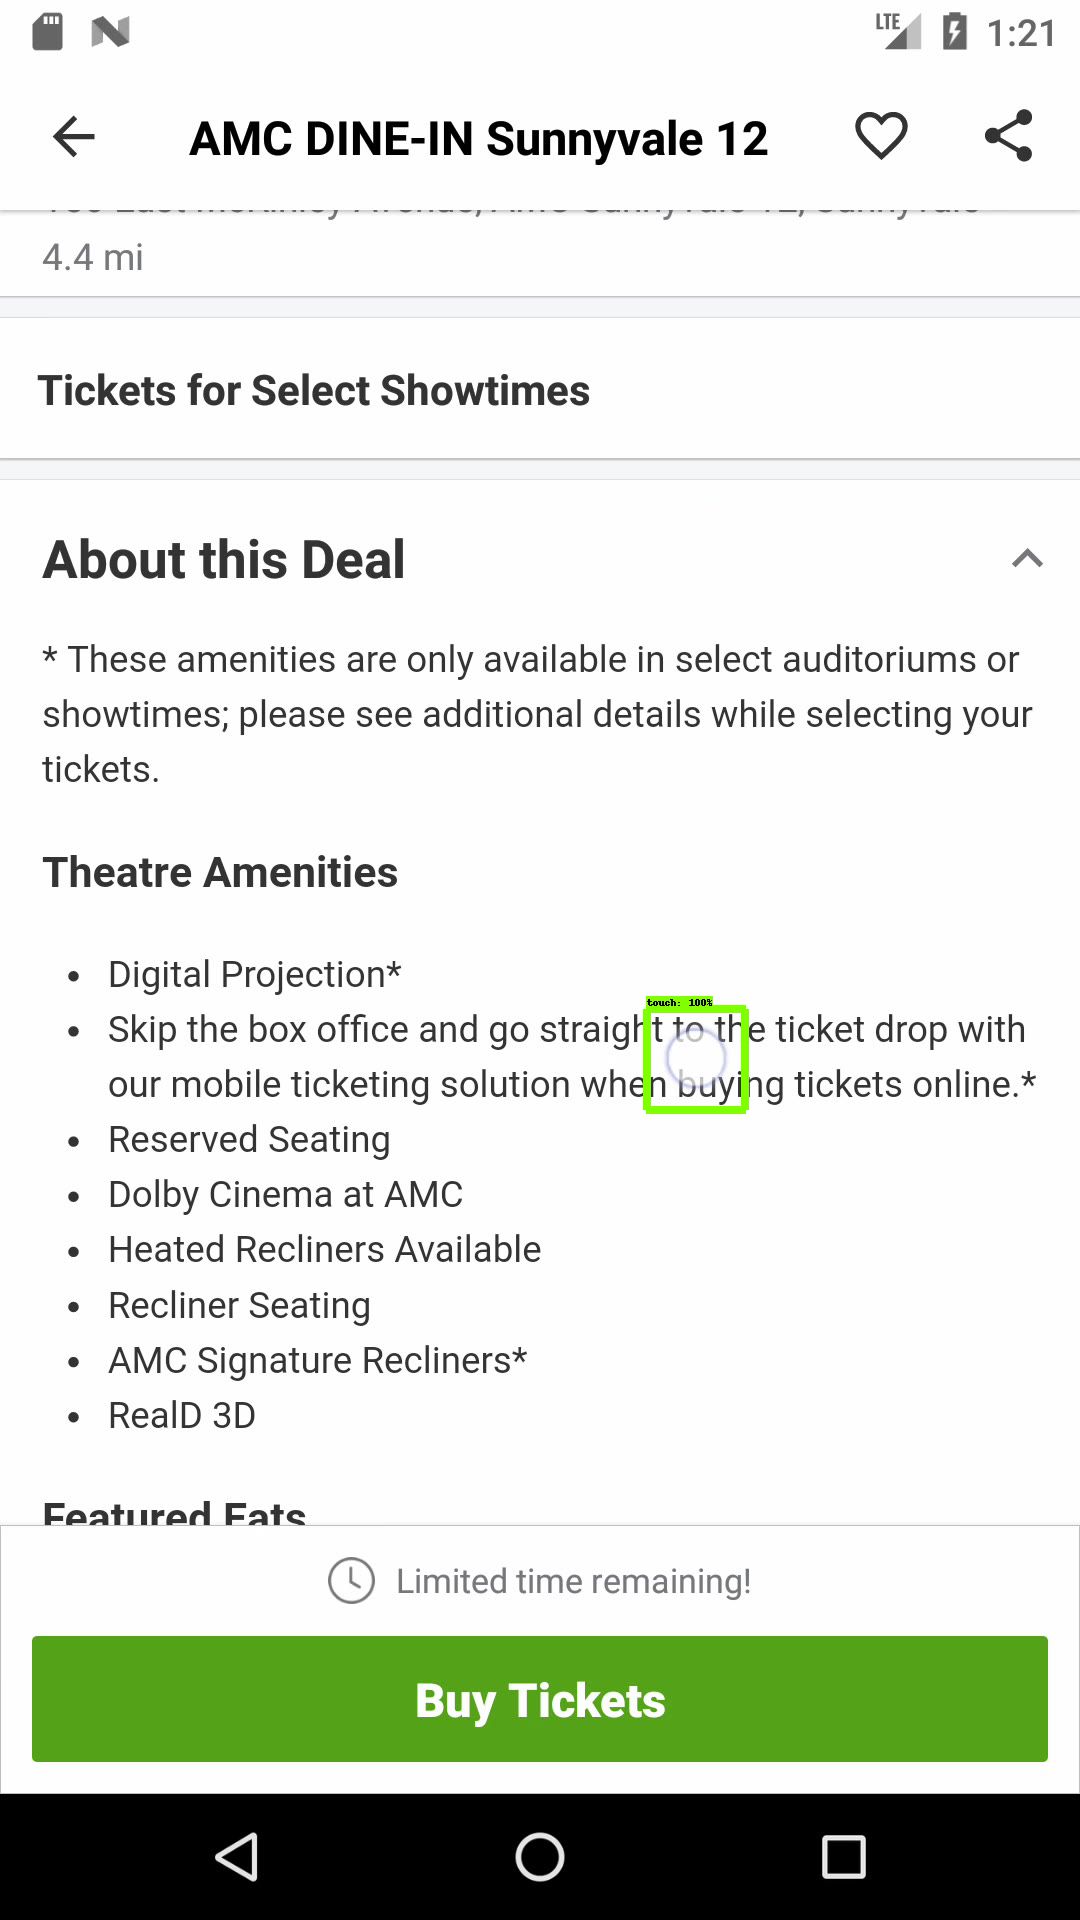 LTE 1:21
AMC DINE-IN Sunnyvale 12
4.4 mi
Tickets for Select Showtimes
About this Deal
* These amenities are only available in select auditoriums or
showtimes; please see additional details while selecting your
tickets.
Theatre Amenities
• Digital Projection*
touch: 100%
• Skip the box office and go straight to the ticket drop with
our mobile ticketing solution when buying tickets online.*
• Reserved Seating
• Dolby Cinema at AMC
• Heated Recliners Available
• Recliner Seating
• AMC Signature Recliners*
• RealD 3D
Featured Eats
Limited time remaining!
Buy Tickets